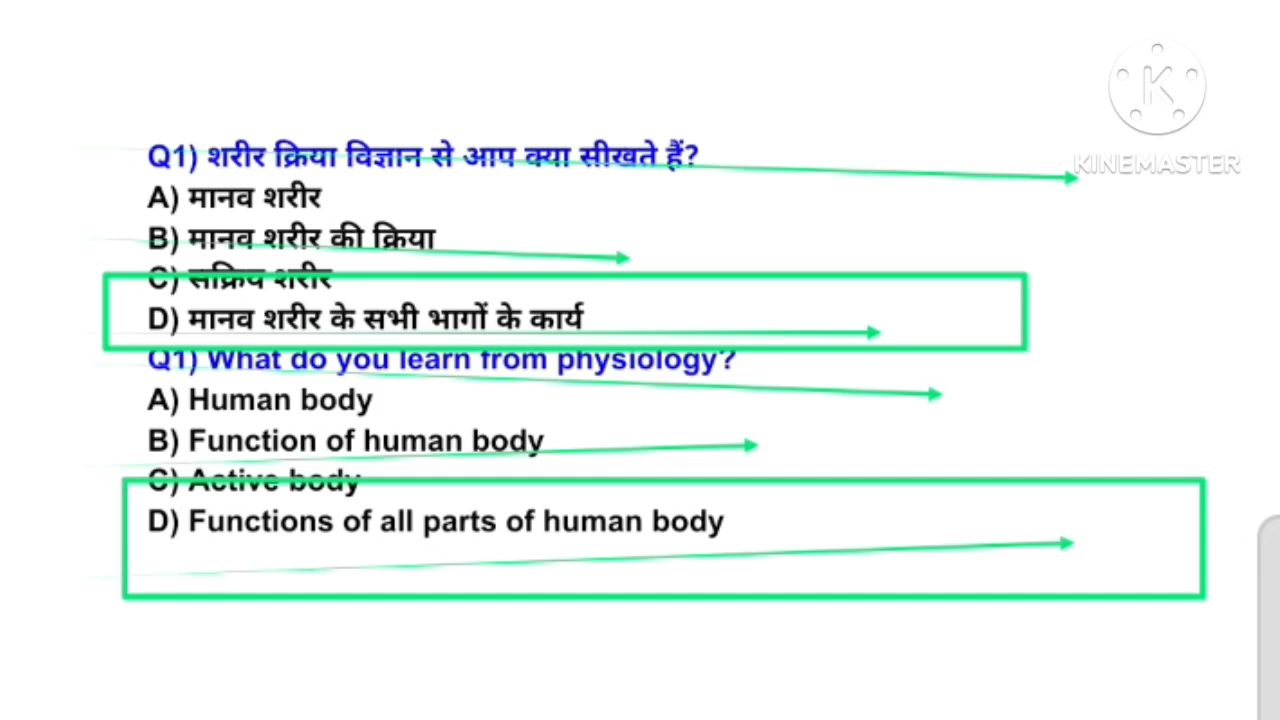 KINEMASTER
Q1) शरीर क्रिया विज्ञान से आप क्या सीखते हैं?
A) मानव शरीर
B) मानव शरीर की क्रिया
C) सक्रिय शरीर
D) मानव शरीर के सभी भागों के कार्य
Q1) What do you learn from physiology?
A) Human body
B) Function of human body
C) Active body
D) Functions of all parts of human body